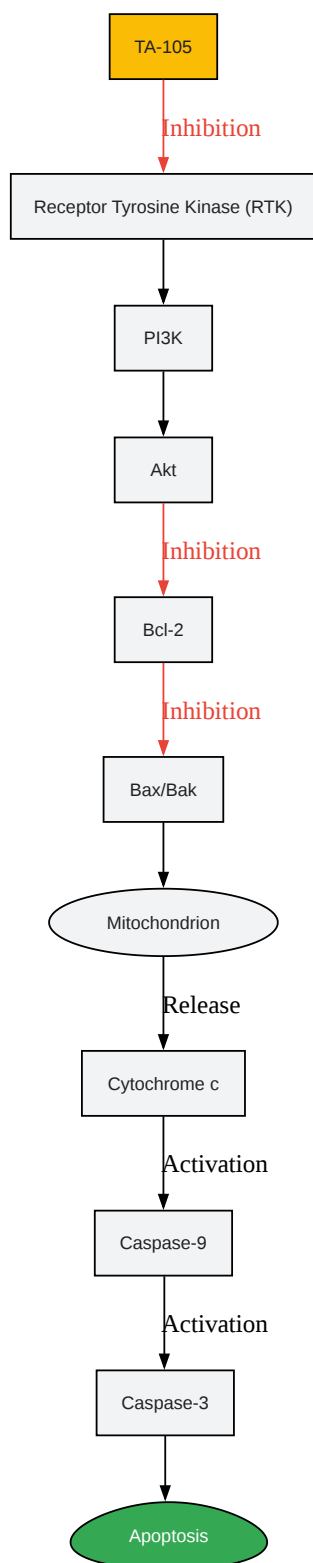 TA-105
Inhibition
Receptor Tyrosine Kinase (RTK)
PI3K
Akt
Inhibition
Bcl-2
Inhibition
Bax/Bak
Mitochondrion
Release
Cytochrome c
Activation
Caspase-9
Activation
Caspase-3
Apoptosis